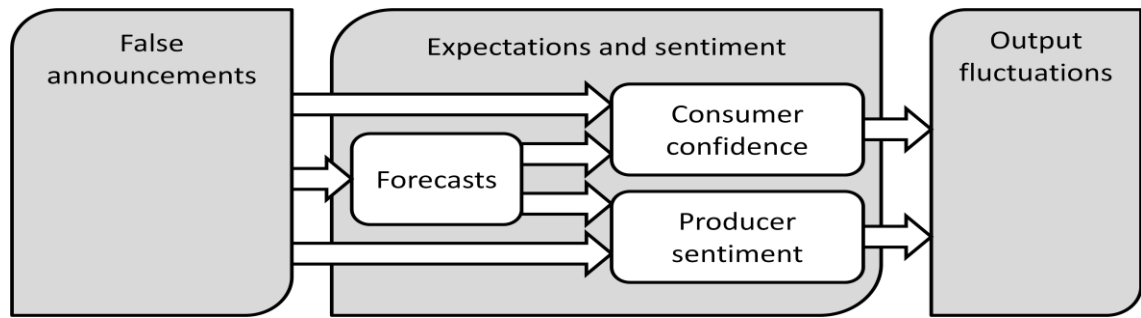 False
announcements
Expectations and sentiment
Output
fluctuations
Consumer
confidence
Forecasts
Producer
sentiment